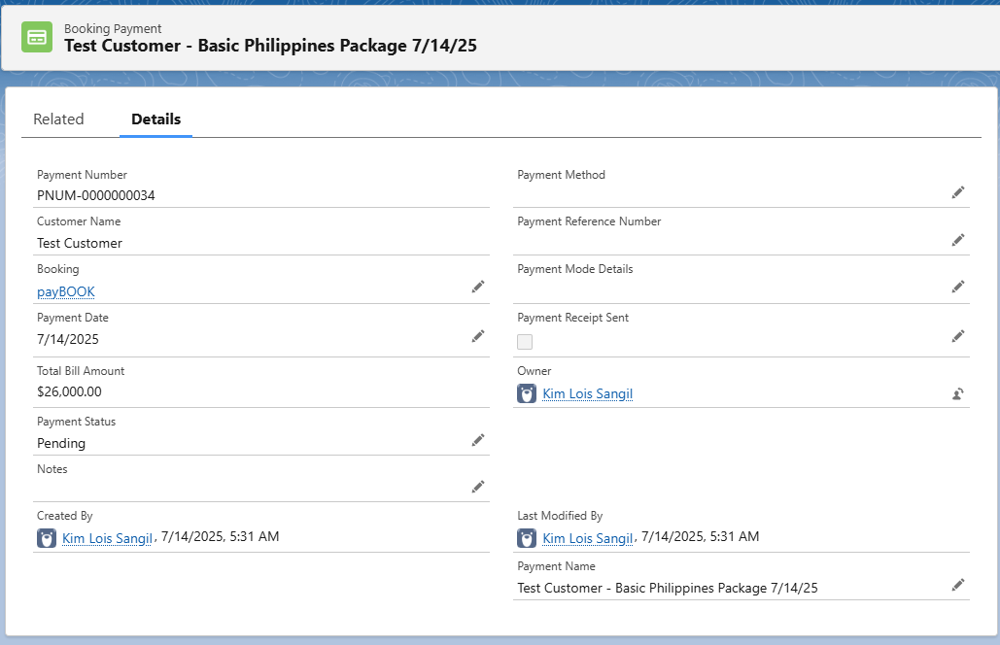 Booking Payment
Test Customer - Basic Philippines Package 7/14/25
Related
Details
Payment Number
PNUM-0000000034
Customer Name
Test Customer
Booking
payBOOK
Payment Date
7/14/2025
Total Bill Amount
$26,000.00
Payment Status
Pending
Notes
Created By
Kim Lois Sangil, 7/14/2025, 5:31 AM
Payment Method
Payment Reference Number
Payment Mode Details
Payment Receipt Sent
Owner
Kim Lois Sangil
Last Modified By
Kim Lois Sangil, 7/14/2025, 5:31 AM
Payment Name
Test Customer - Basic Philippines Package 7/14/25